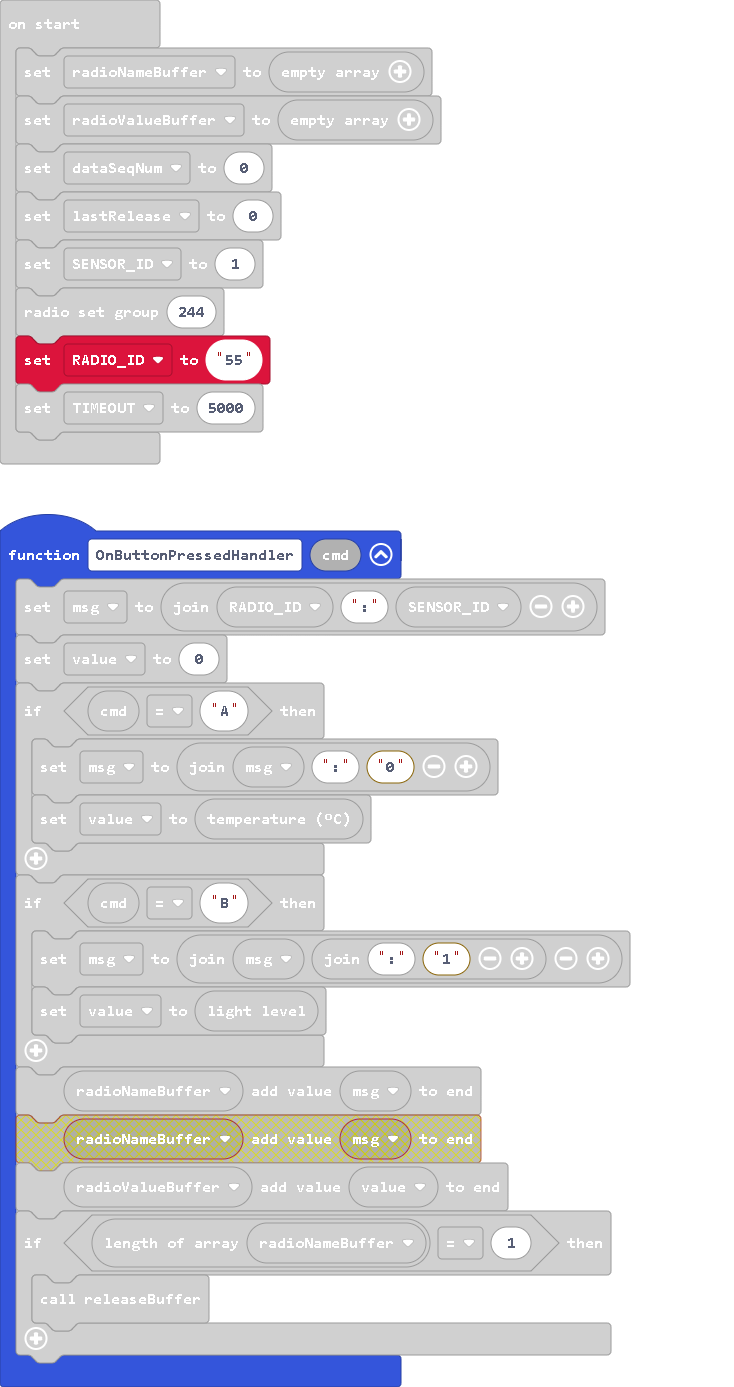 on start
set radioNameBuffer to empty array
set radioValueBuffer to empty array
set dataSeqNum to 0
set lastRelease to 0
set SENSOR_ID to 1
radio set group 244
set RADIO_ID to "55"
set TIMEOUT to 5000
function OnButtonPressedHandler cmd
set msg to join RADIO_ID ":" SENSOR_ID
set value to 0
if cmd = "A" then
set msg to join msg ":" "0"
set value to temperature (ºC)
if cmd = "B" then
set msg to join msg join ":" "1"
set value to light level
radioNameBuffer add value msg to end
radioNameBuffer add value msg to end
radioValueBuffer add value value to end
if length of array radioNameBuffer = 1 then
call releaseBuffer